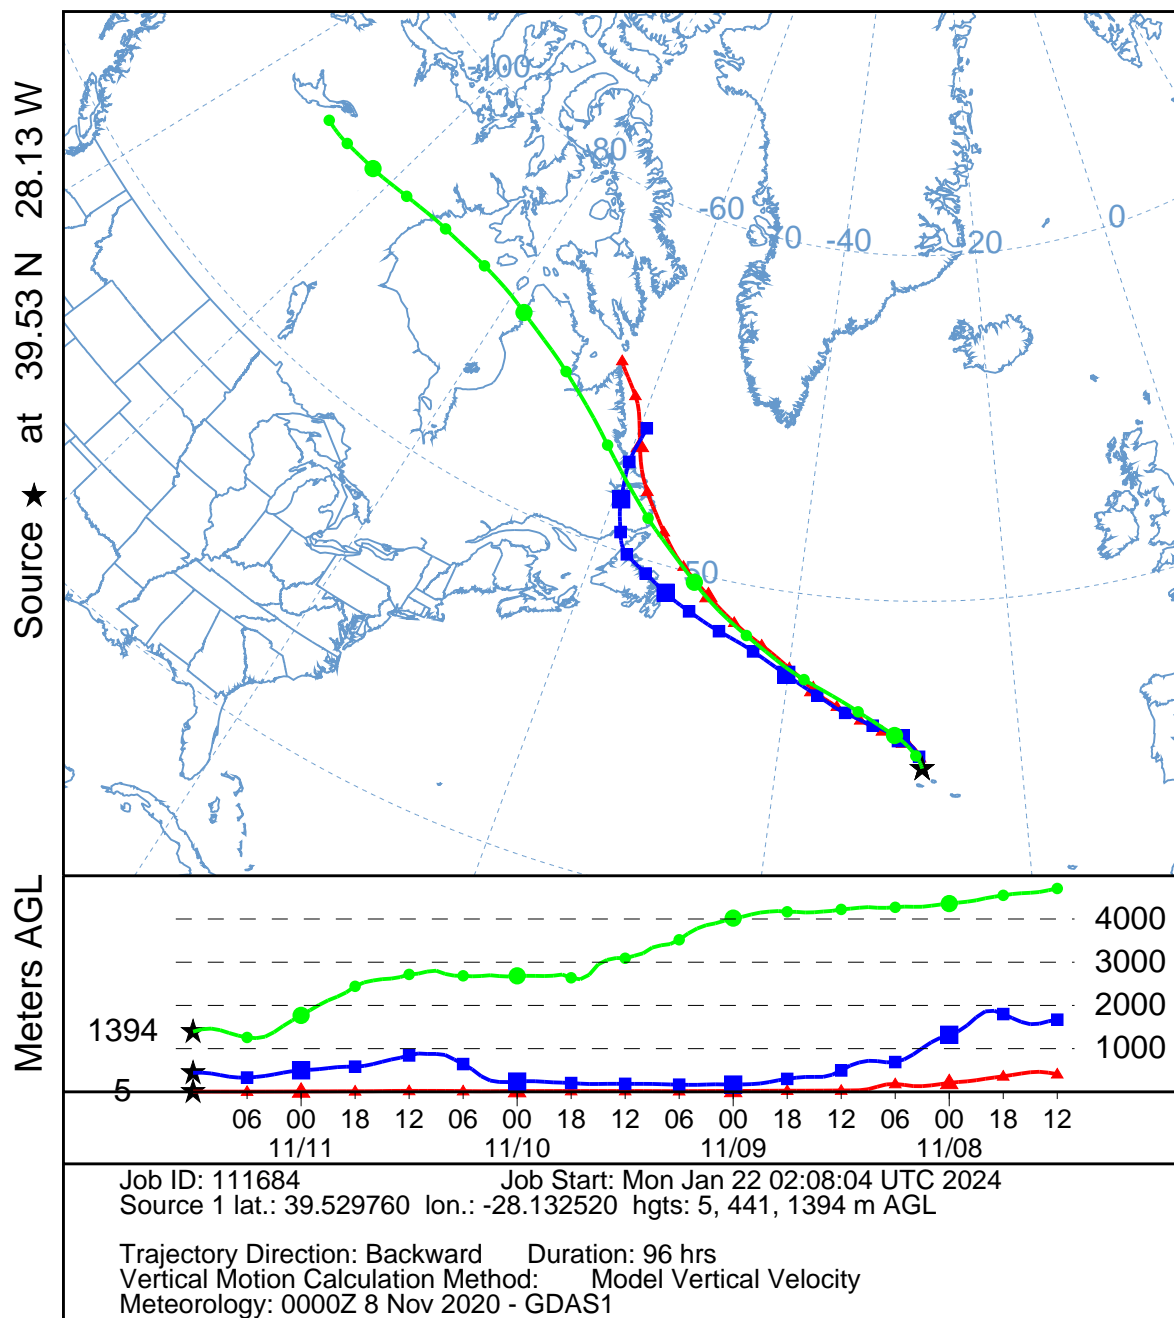 Source ★ at 39.53 N 28.13 W
-100
80
-60
0
-40
20
0
50
Meters AGL
4000
3000
2000
1000
1394
5
06 00 18 12 06 00 18 12 06 00 18 12 06 00 18 12
11/11 11/10 11/09 11/08
Job ID: 111684 Job Start: Mon Jan 22 02:08:04 UTC 2024
Source 1 lat.: 39.529760 lon.: -28.132520 hgts: 5, 441, 1394 m AGL
Trajectory Direction: Backward Duration: 96 hrs
Vertical Motion Calculation Method: Model Vertical Velocity
Meteorology: 0000Z 8 Nov 2020 - GDAS1